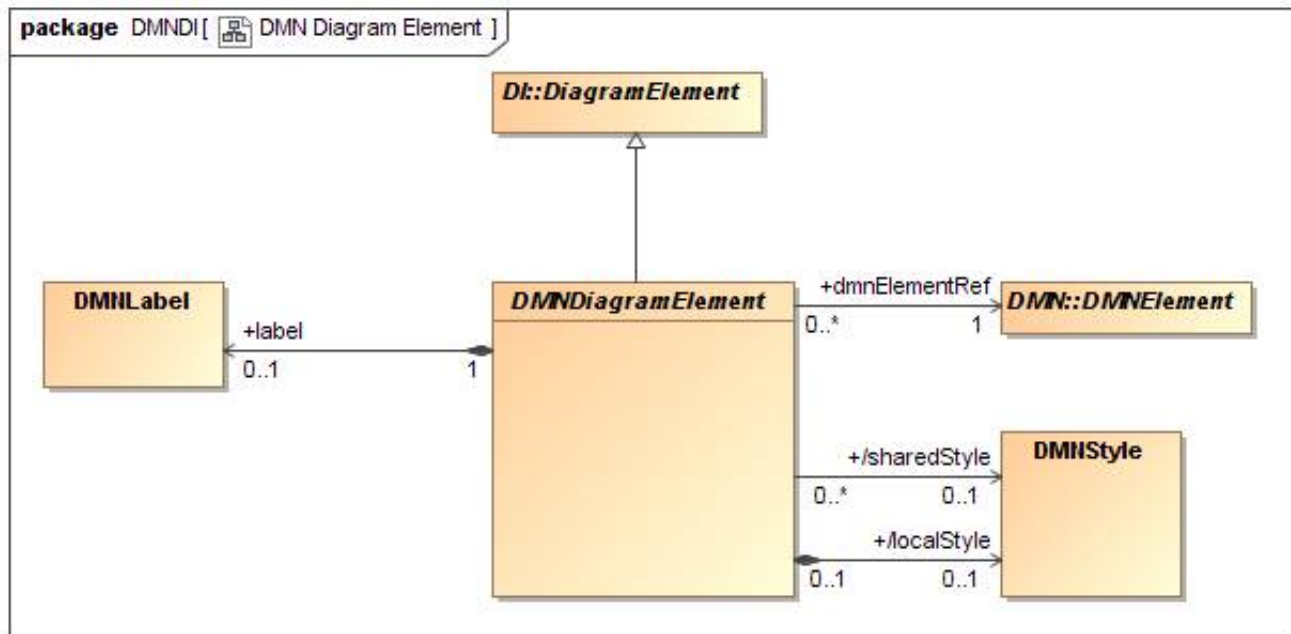 package DMNDI [ DMN Diagram Element ]
DI::DiagramElement
DMNLabel
DMNDiagramElement
+dmnElementRef
DMN::DMNElement
0..*
1
+label
0..1
1
+/sharedStyle
DMNStyle
0..*
0..1
+/localStyle
0..1
0..1